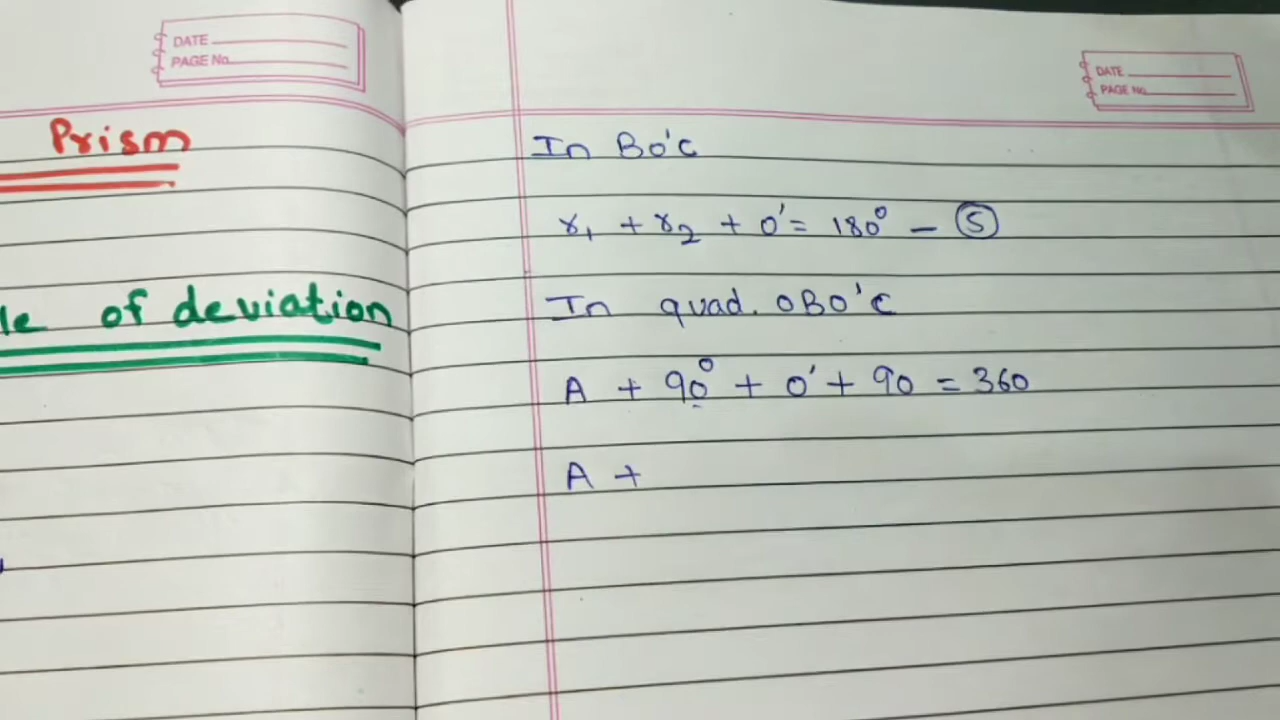 DATE
PAGE No.
Prism
le of deviation
DATE
PAGE No.
In BO'C
r₁ + r₂ + O' = 180° — ⑤
In quad. OBO'C
A + 90° + O' + 90 = 360
A +